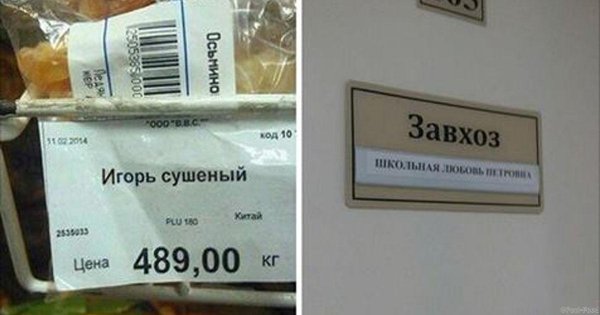 Осьмино
25053650000
"ООО "В.В.С.""
11.02.2014
код 10
Игорь сушеный
PLU 180
Китай
2535033
Цена 489,00 кг
Завхоз
ШКОЛЬНАЯ ЛЮБОВЬ ПЕТРОВНА